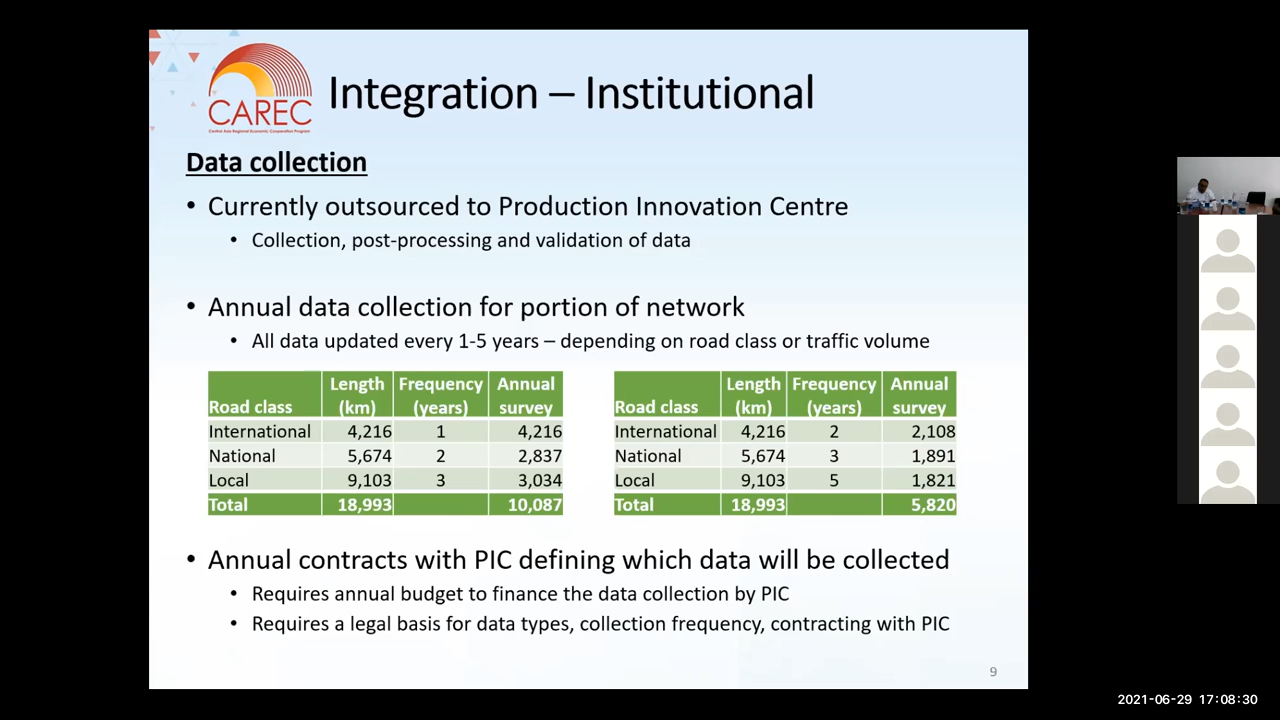 CAREC
Central Asia Regional Economic Cooperation Program
Integration – Institutional
Data collection
• Currently outsourced to Production Innovation Centre
• Collection, post-processing and validation of data
• Annual data collection for portion of network
• All data updated every 1-5 years – depending on road class or traffic volume
Road class Length (km) Frequency (years) Annual survey
International 4,216 1 4,216
National 5,674 2 2,837
Local 9,103 3 3,034
Total 18,993 10,087
Road class Length (km) Frequency (years) Annual survey
International 4,216 2 2,108
National 5,674 3 1,891
Local 9,103 5 1,821
Total 18,993 5,820
• Annual contracts with PIC defining which data will be collected
• Requires annual budget to finance the data collection by PIC
• Requires a legal basis for data types, collection frequency, contracting with PIC
9
2021-06-29 17:08:30